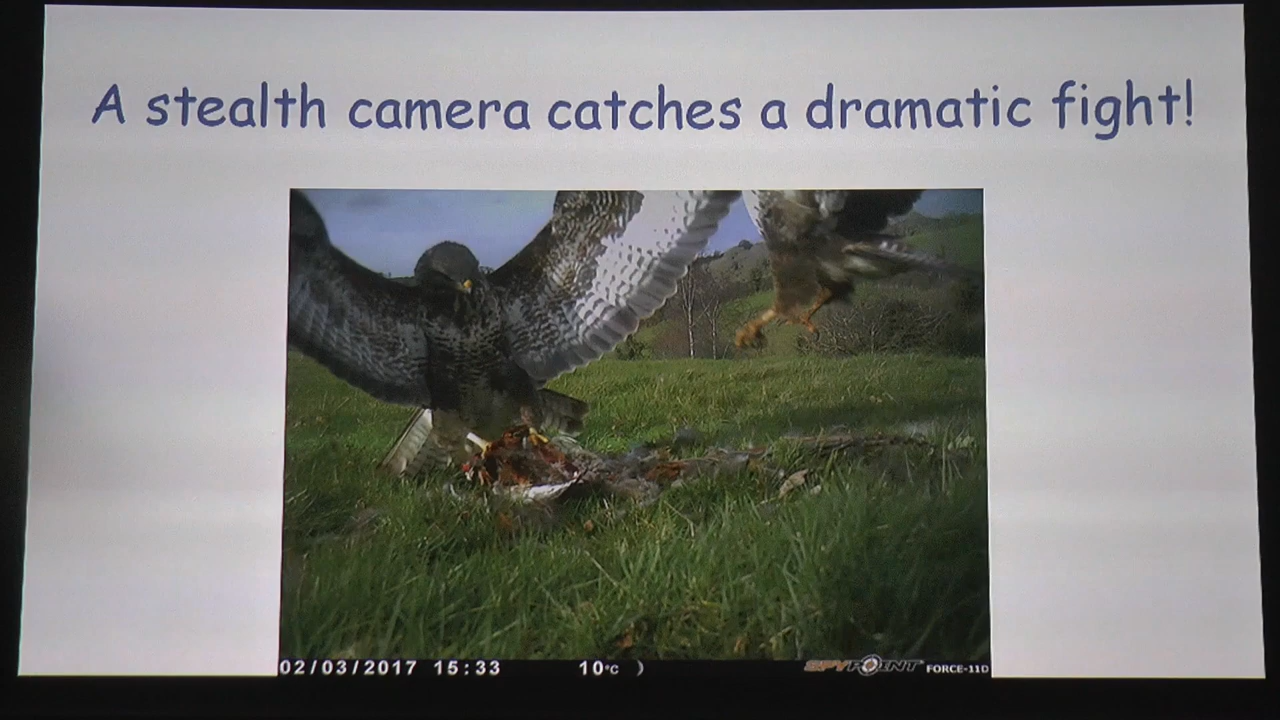 A stealth camera catches a dramatic fight!
02/03/2017 15:33 10°C ) SPYPOINT FORCE-11D